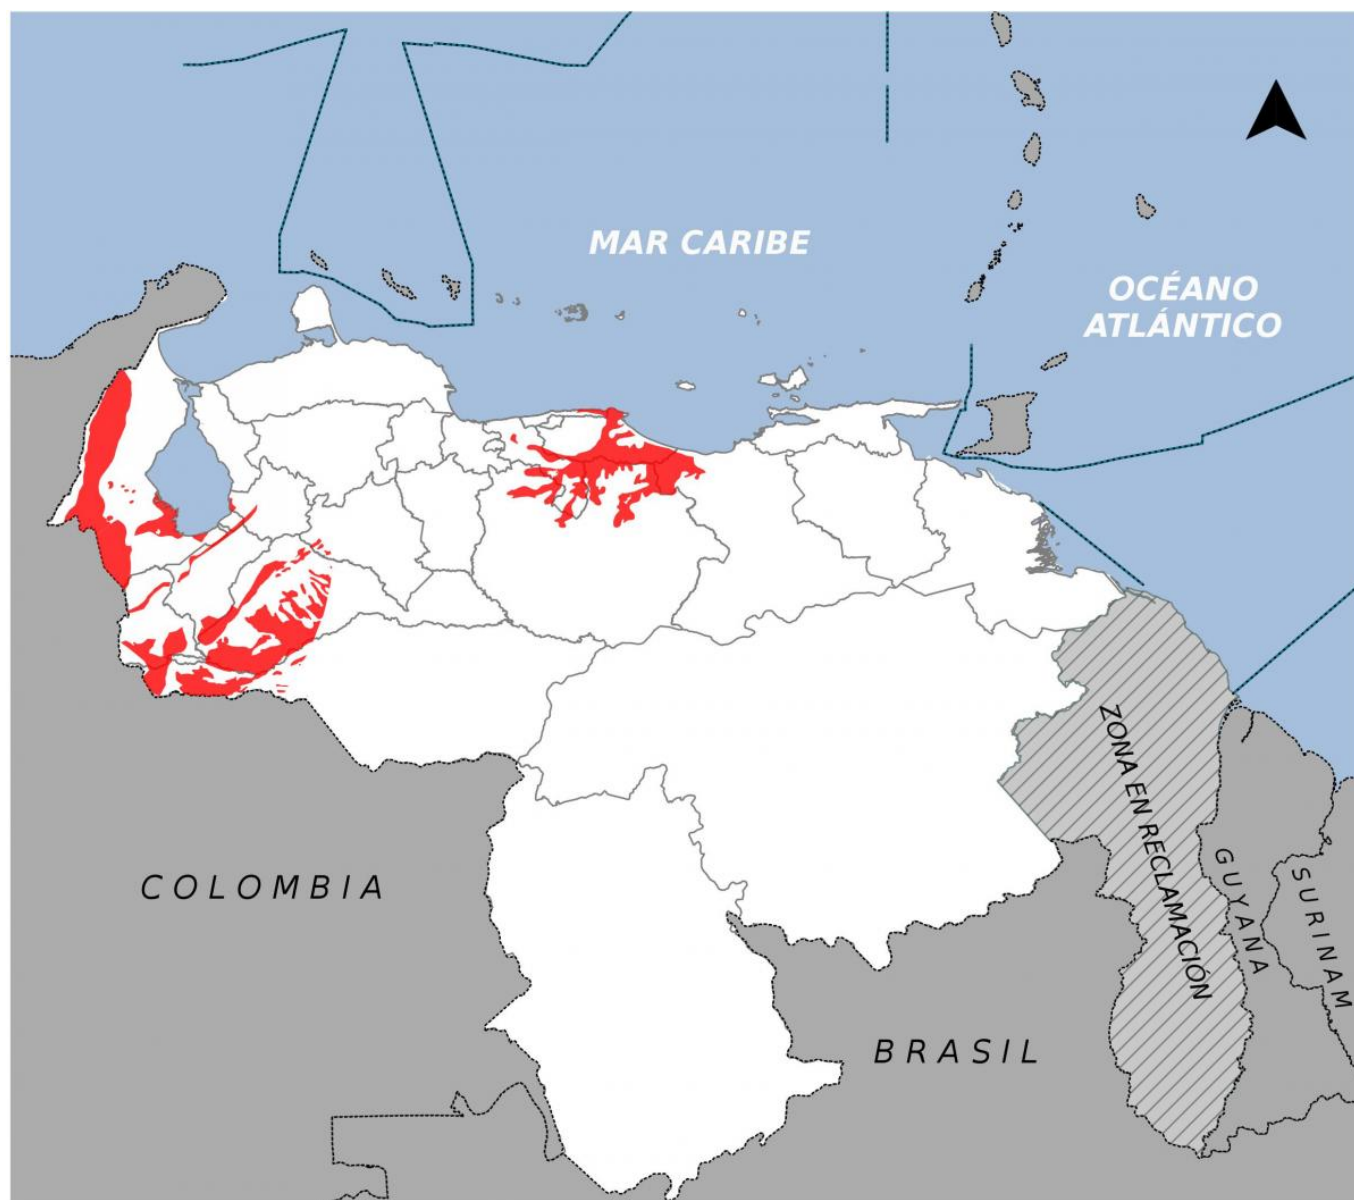 MAR CARIBE
OCÉANO
ATLÁNTICO
ZONA EN RECLAMACIÓN
COLOMBIA
GUYANA
SURINAM
BRASIL